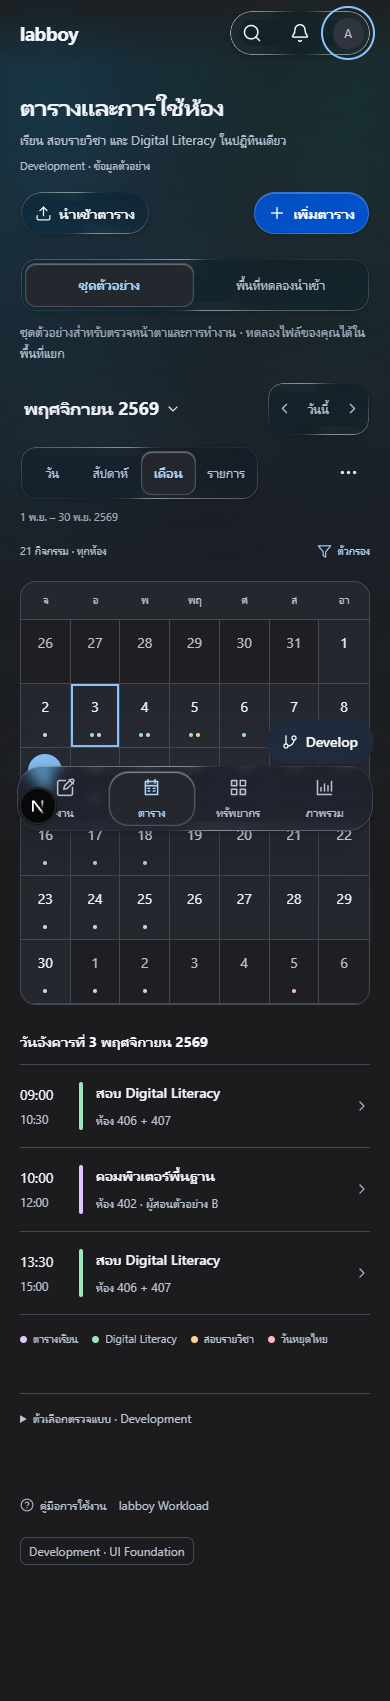 labboy
A
ตารางและการใช้ห้อง
เรียน สอบรายวิชา และ Digital Literacy ในปฏิทินเดียว
Development · ข้อมูลตัวอย่าง
นำเข้าตาราง
เพิ่มตาราง
ชุดตัวอย่าง
พื้นที่ทดลองนำเข้า
ชุดตัวอย่างสำหรับตรวจหน้าตาและการทำงาน · ทดลองไฟล์ของคุณได้ใน
พื้นที่แยก
พฤศจิกายน 2569
วันนี้
วัน สัปดาห์ เดือน รายการ
1 พ.ย. – 30 พ.ย. 2569
21 กิจกรรม · ทุกห้อง
ตัวกรอง
จ อ พ พฤ ศ ส อา
26 27 28 29 30 31 1
2 3 4 5 6 7 8
Develop
N
งาน ตาราง ทรัพยากร ภาพรวม
16 17 18 19 20 21 22
23 24 25 26 27 28 29
30 1 2 3 4 5 6
วันอังคารที่ 3 พฤศจิกายน 2569
09:00 สอบ Digital Literacy
10:30 ห้อง 406 + 407
10:00 คอมพิวเตอร์พื้นฐาน
12:00 ห้อง 402 · ผู้สอนตัวอย่าง B
13:30 สอบ Digital Literacy
15:00 ห้อง 406 + 407
ตารางเรียน Digital Literacy สอบรายวิชา วันหยุดไทย
ตัวเลือกตรวจแบบ · Development
คู่มือการใช้งาน labboy Workload
Development · UI Foundation